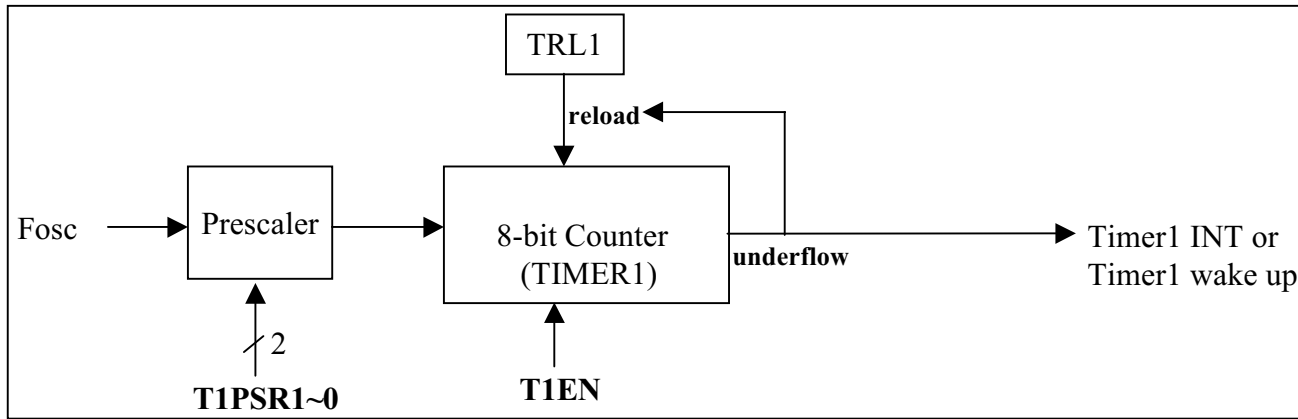 TRL1
reload
Fosc
Prescaler
8-bit Counter
(TIMER1)
underflow
Timer1 INT or
Timer1 wake up
2
T1PSR1~0
T1EN